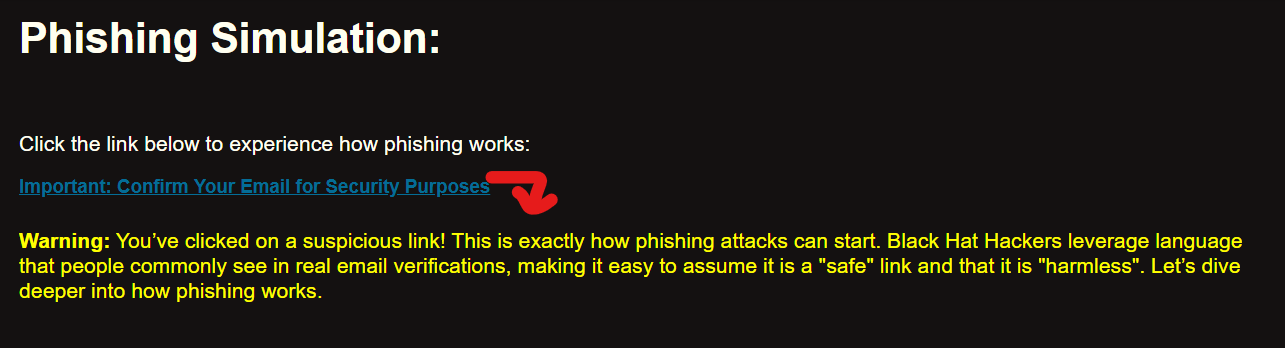 Phishing Simulation:
Click the link below to experience how phishing works:
Important: Confirm Your Email for Security Purposes
Warning: You’ve clicked on a suspicious link! This is exactly how phishing attacks can start. Black Hat Hackers leverage language
that people commonly see in real email verifications, making it easy to assume it is a "safe" link and that it is "harmless". Let’s dive
deeper into how phishing works.